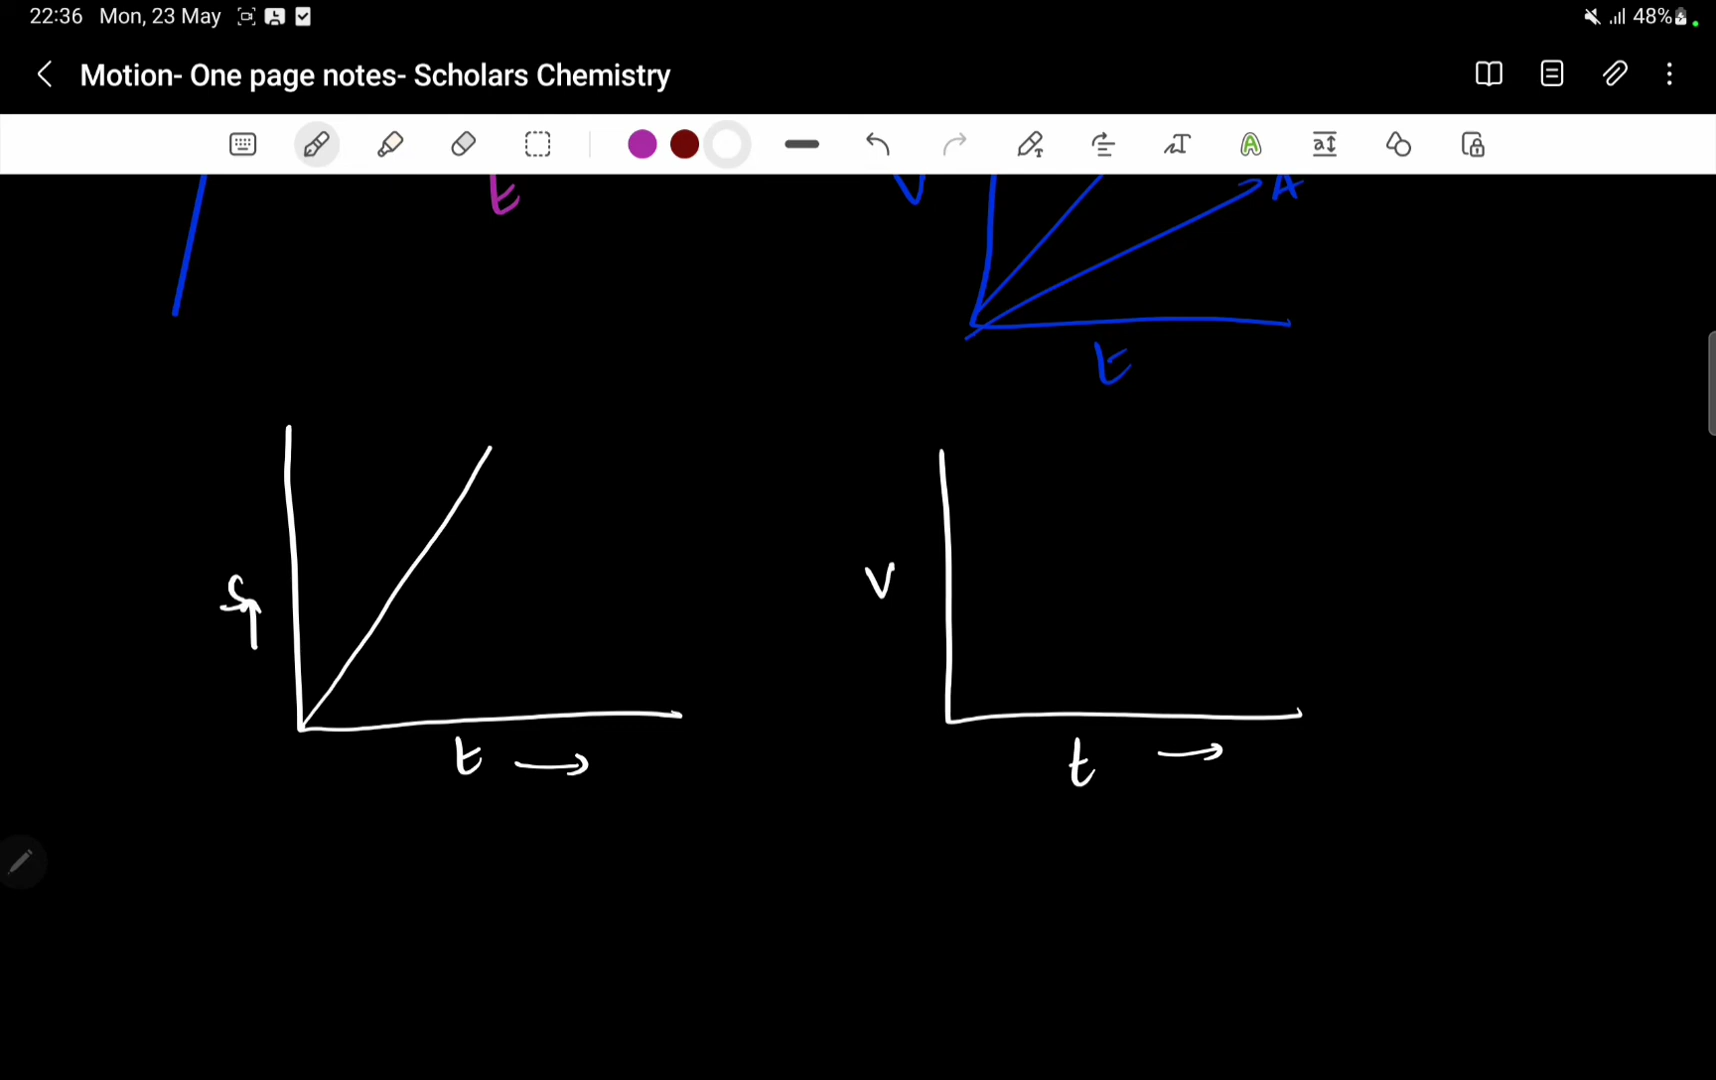 22:36 Mon, 23 May 48%
Motion- One page notes- Scholars Chemistry
t
V A
t
S
t
V
t